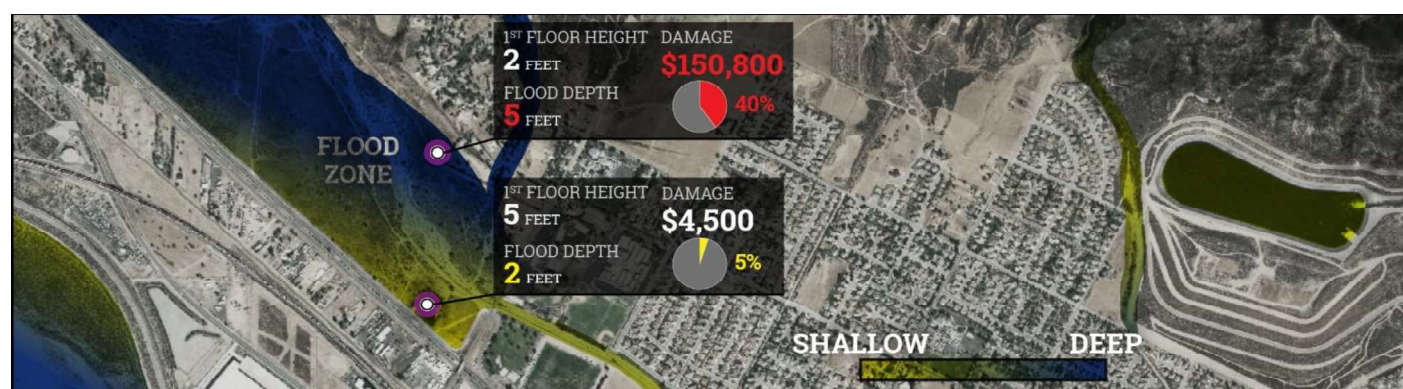 1ST FLOOR HEIGHT DAMAGE
2 FEET $150,800
FLOOD DEPTH
5 FEET 40%
FLOOD
ZONE
1ST FLOOR HEIGHT DAMAGE
5 FEET $4,500
FLOOD DEPTH
2 FEET 5%
SHALLOW DEEP